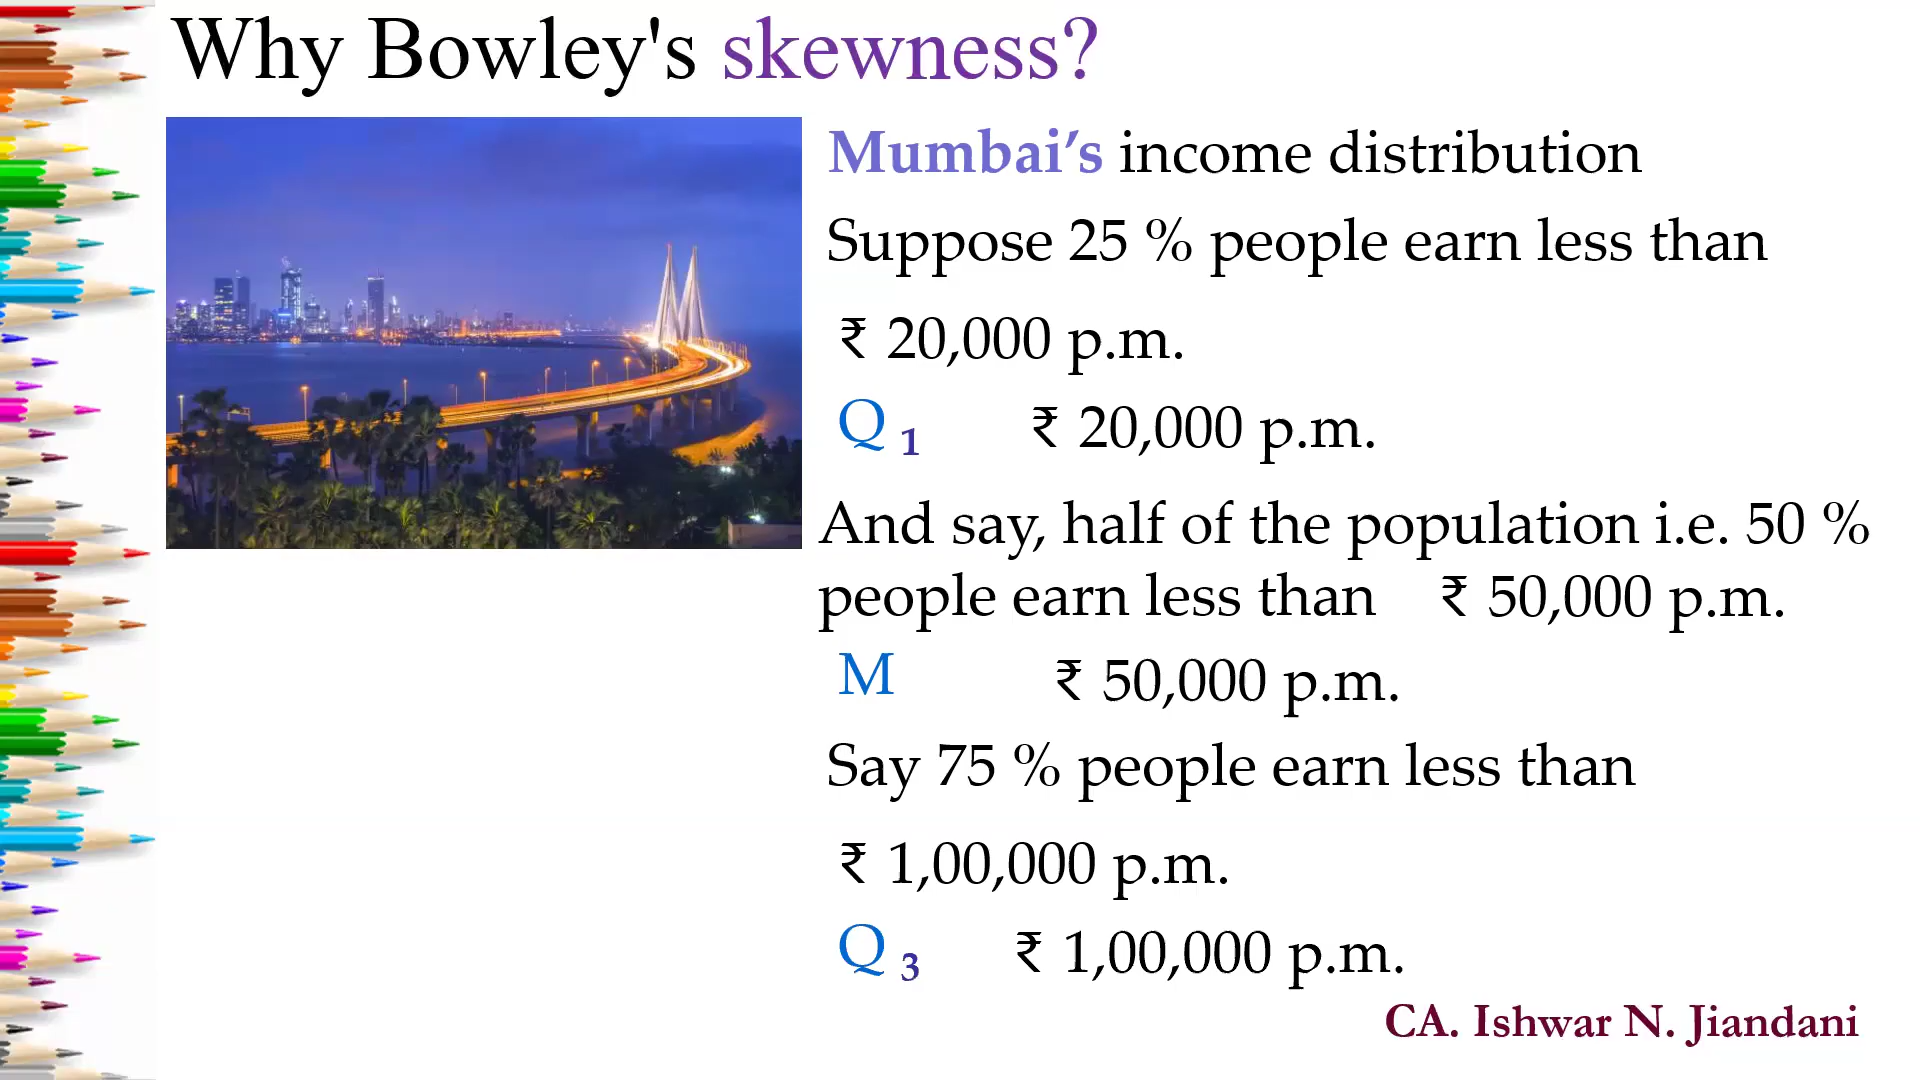 Why Bowley's skewness?
Mumbai’s income distribution
Suppose 25 % people earn less than
₹ 20,000 p.m.
Q 1 ₹ 20,000 p.m.
And say, half of the population i.e. 50 %
people earn less than ₹ 50,000 p.m.
M ₹ 50,000 p.m.
Say 75 % people earn less than
₹ 1,00,000 p.m.
Q 3 ₹ 1,00,000 p.m.
CA. Ishwar N. Jiandani